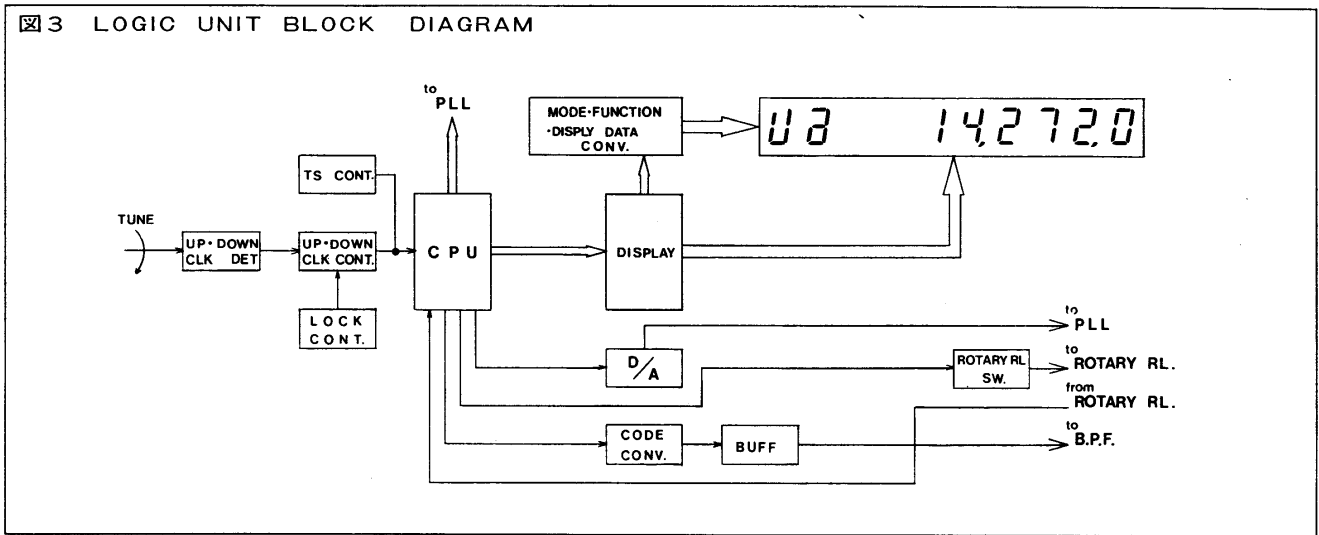 図3 LOGIC UNIT BLOCK DIAGRAM
to
PLL
MODE・FUNCTION
・DISPLY DATA
CONV.
U a 14,272.0
TS CONT.
TUNE
UP・DOWN
CLK DET
UP・DOWN
CLK CONT.
CPU
DISPLAY
LOCK
CONT.
D/A
to
PLL
ROTARY RL
SW.
to
ROTARY RL.
from
ROTARY RL.
CODE
CONV.
BUFF
to
B.P.F.